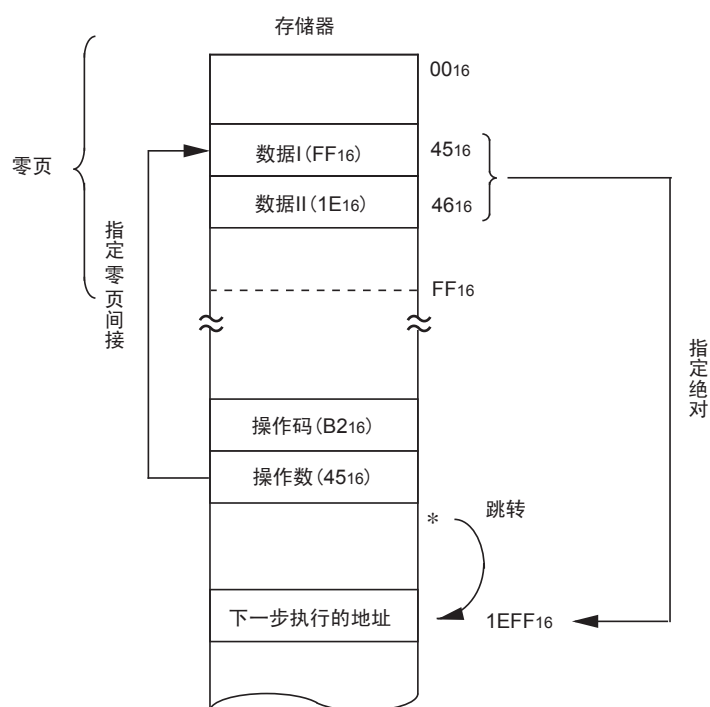 存储器
0016
零页
数据I(FF16)
4516
数据II(1E16)
4616
指定零页间接
FF16
指定绝对
操作码(B216)
操作数(4516)
*
跳转
下一步执行的地址
1EFF16